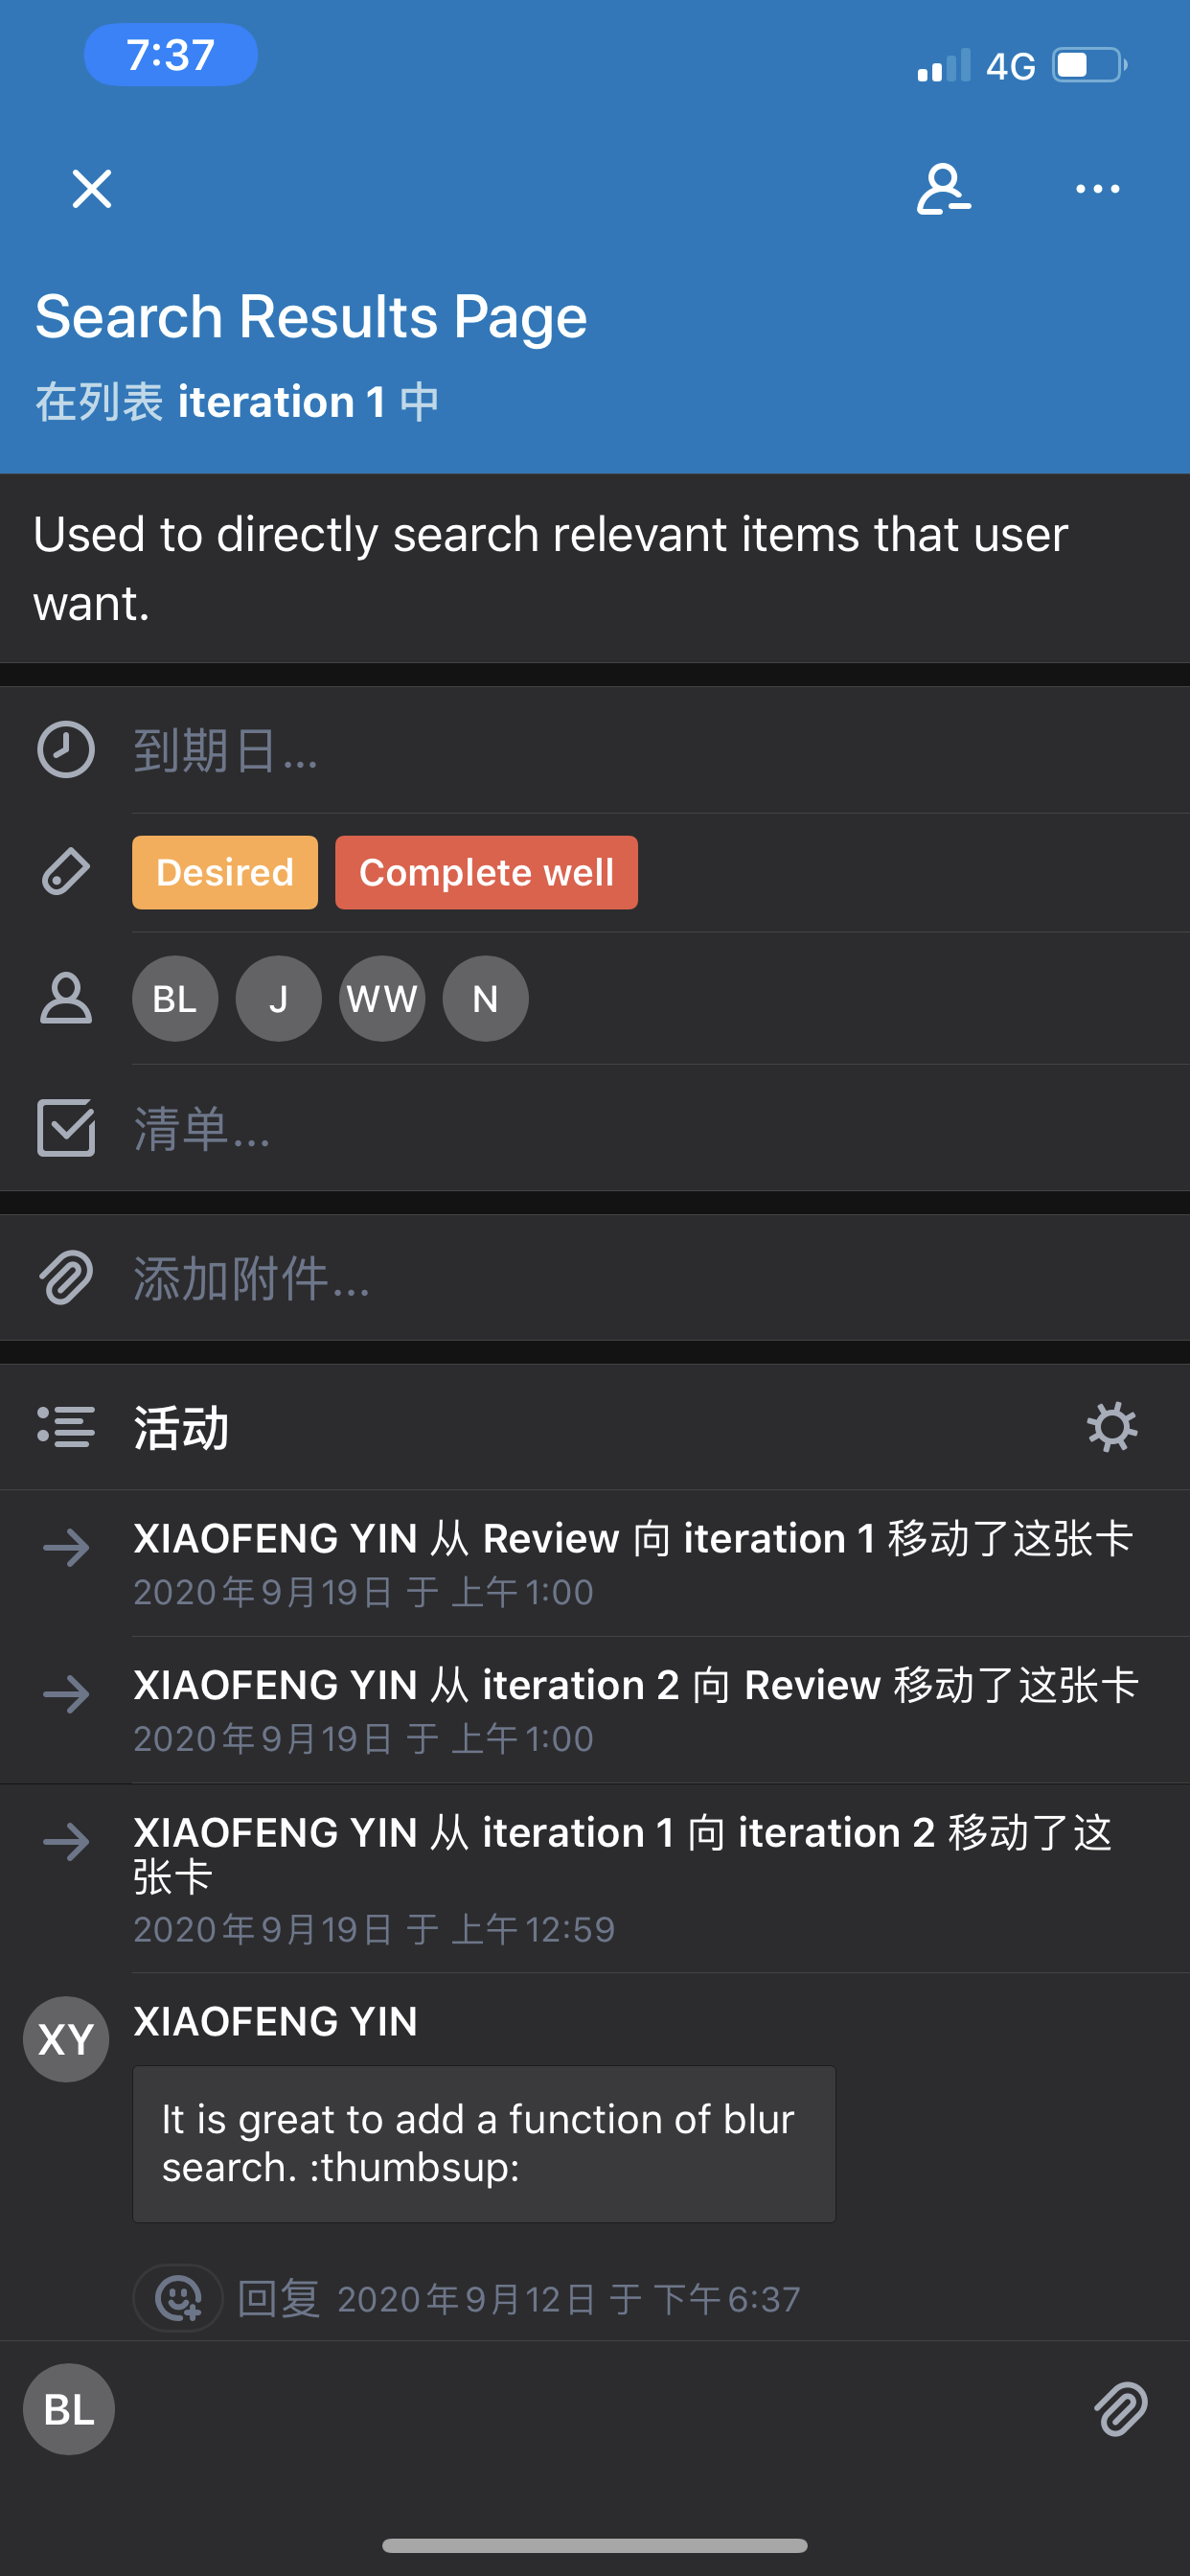 7:37
4G
Search Results Page
在列表 iteration 1 中
Used to directly search relevant items that user
want.
到期日...
Desired Complete well
BL J WW N
清单...
添加附件...
活动
XIAOFENG YIN 从 Review 向 iteration 1 移动了这张卡
2020年9月19日 于 上午1:00
XIAOFENG YIN 从 iteration 2 向 Review 移动了这张卡
2020年9月19日 于 上午1:00
XIAOFENG YIN 从 iteration 1 向 iteration 2 移动了这
张卡
2020年9月19日 于 上午12:59
XY XIAOFENG YIN
It is great to add a function of blur
search. :thumbsup:
回复 2020年9月12日 于 下午6:37
BL